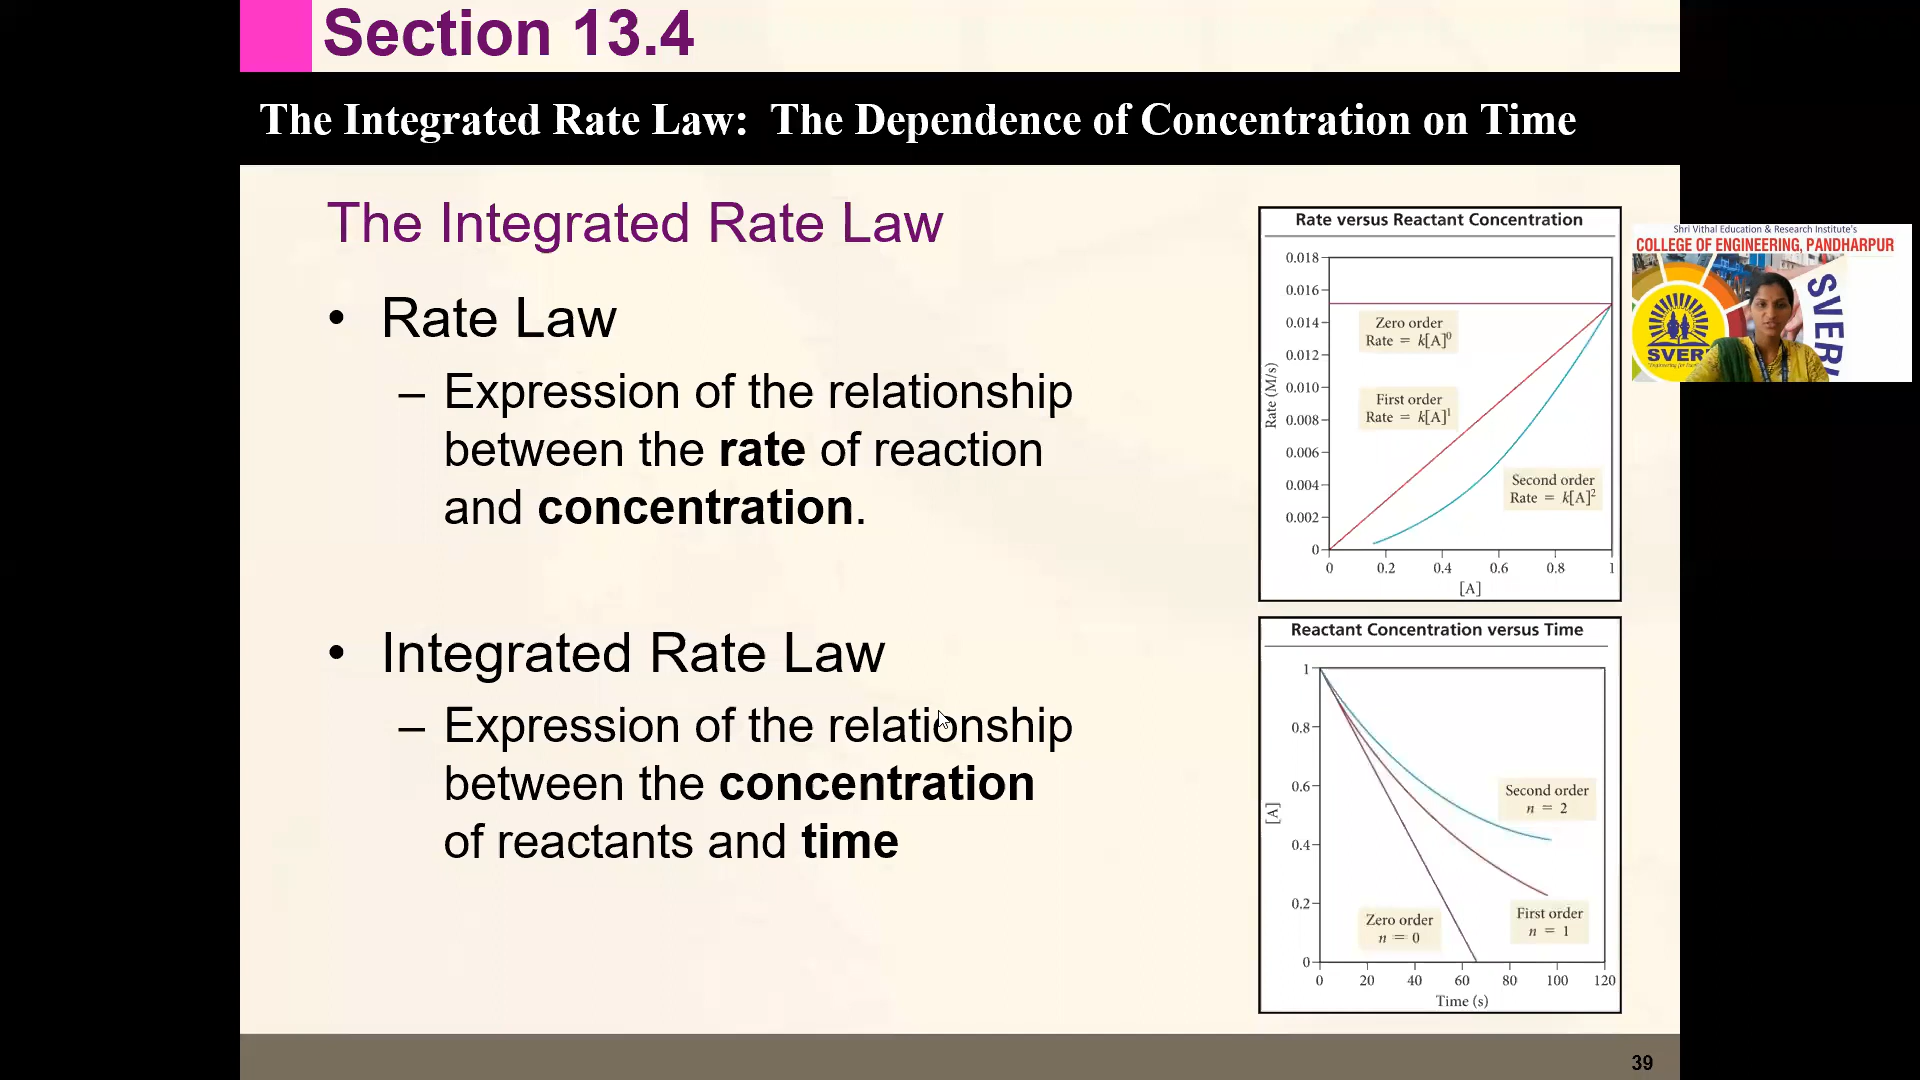 Section 13.4
The Integrated Rate Law: The Dependence of Concentration on Time
The Integrated Rate Law
• Rate Law
– Expression of the relationship
between the rate of reaction
and concentration.
• Integrated Rate Law
– Expression of the relationship
between the concentration
of reactants and time
Rate versus Reactant Concentration
0.018
0.016
0.014
0.012
0.010
0.008
0.006
0.004
0.002
0
Rate (M/s)
Zero order
Rate = k[A]⁰
First order
Rate = k[A]¹
Second order
Rate = k[A]²
0 0.2 0.4 0.6 0.8 1
[A]
Reactant Concentration versus Time
1
0.8
0.6
0.4
0.2
0
[A]
Second order
n = 2
First order
n = 1
Zero order
n = 0
0 20 40 60 80 100 120
Time (s)
Shri Vithal Education & Research Institute's
COLLEGE OF ENGINEERING, PANDHARPUR
SVERI
SVERI
39